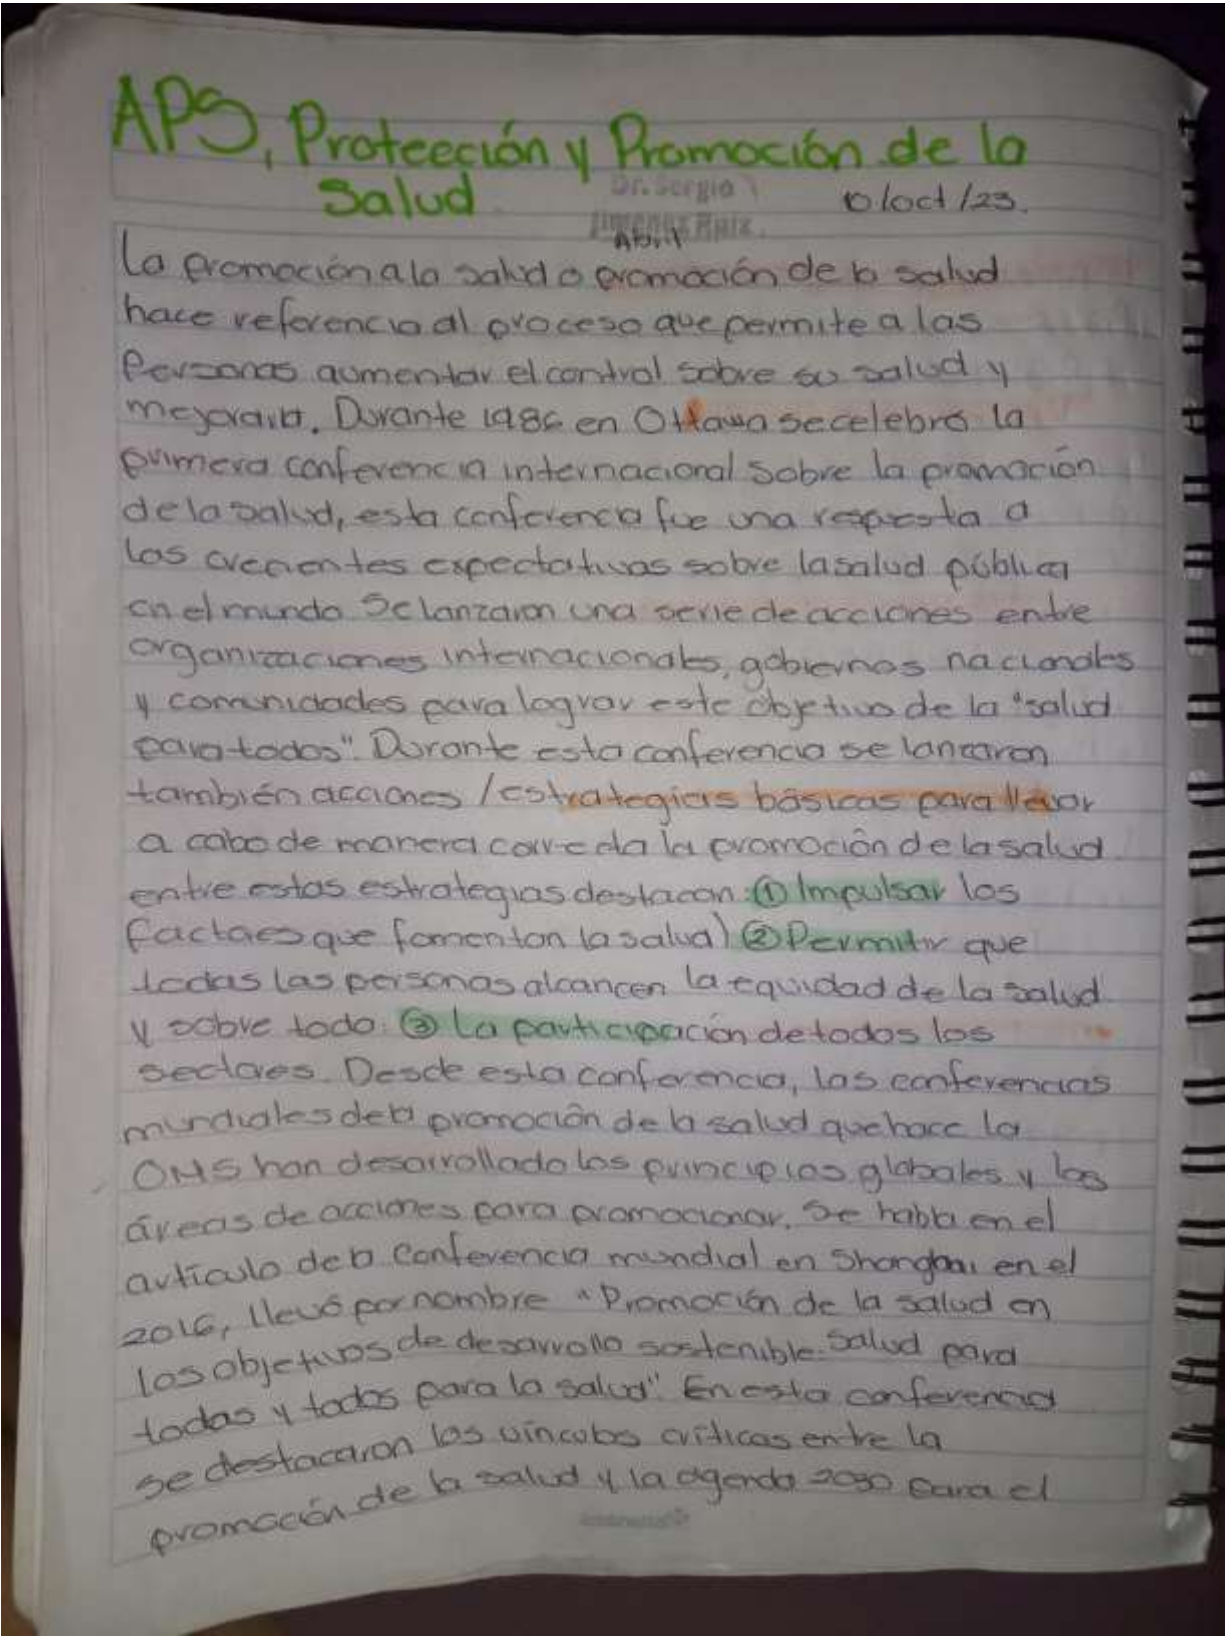 APS, Proteeción y Promoción de la
Salud
Dr. Sergio
Jimenez Ruiz
10/oct/23.
Abril
La promoción a la salud o promoción de la salud
hace referencia al proceso que permite a las
Personas aumentar el control sobre su salud y
mejorarla. Durante 1986 en Ottawa se celebró la
primera conferencia internacional sobre la promoción
de la salud, esta conferencia fue una respuesta a
las crecientes expectativas sobre la salud pública
en el mundo. Se lanzaron una serie de acciones entre
organizaciones internacionales, gobiernos nacionales
y comunidades para lograr este objetivo de la "salud
para todos". Durante esta conferencia se lanzaron
también acciones / estrategias básicas para llevar
a cabo de manera correcta la promoción de la salud
entre estas estrategias destacan: ① Impulsar los
factores que fomentan la salud) ② Permitir que
todas las personas alcancen la equidad de la salud
y sobre todo: ③ La participación de todos los
sectores. Desde esta conferencia, las conferencias
mundiales de la promoción de la salud que hace la
OMS han desarrollado los principios globales y las
áreas de acciones para promocionar. Se habla en el
artículo de la Conferencia mundial en Shanghai en el
2016, llevó por nombre "Promoción de la salud en
los objetivos de desarrollo sostenible. Salud para
todas y todos para la salud". En esta conferencia
se destacaron los vínculos críticos entre la
promoción de la salud y la agenda 2030 para el